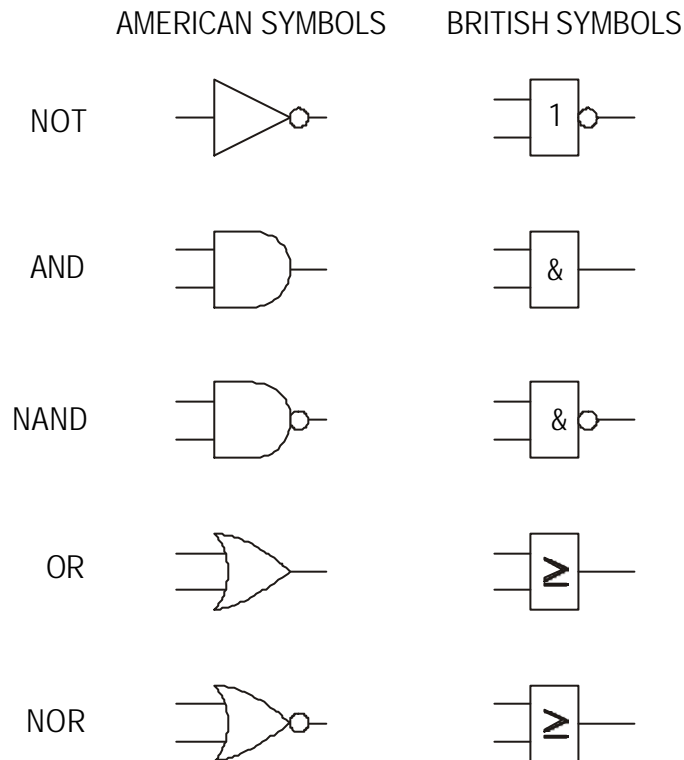 AMERICAN SYMBOLS BRITISH SYMBOLS
NOT 1
AND &
NAND &
OR ≥
NOR ≥